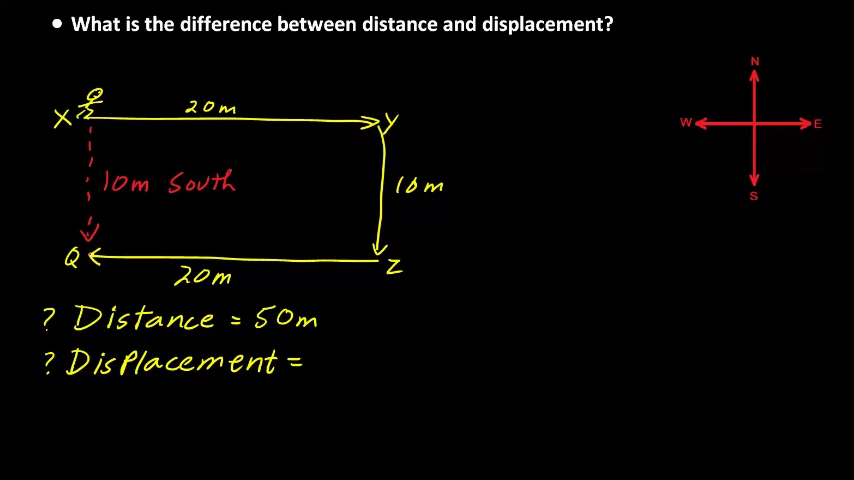 • What is the difference between distance and displacement?
N
W E
S
X 20m Y
10m South 10m
Q 20m Z
? Distance = 50m
? Displacement =